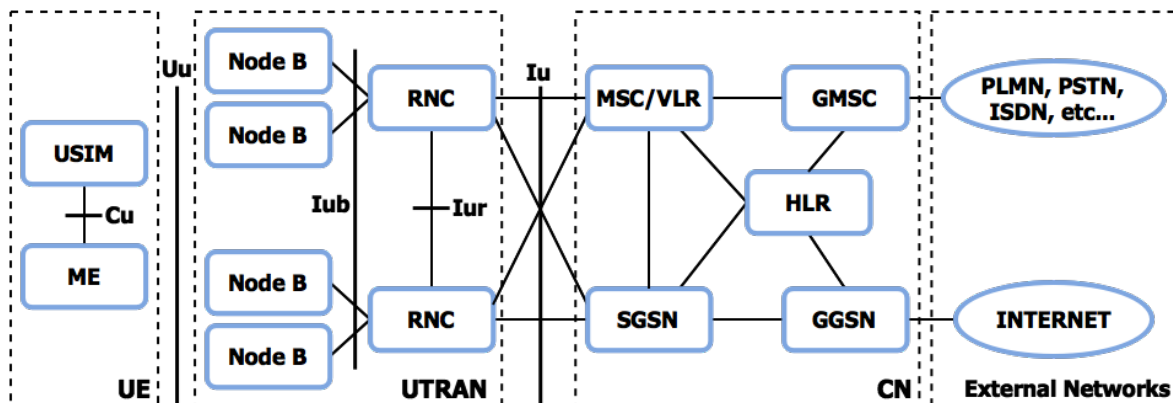 Uu
Node B
Node B
RNC
Iu
MSC/VLR
GMSC
PLMN, PSTN,
ISDN, etc...
USIM
Cu
ME
Iub
Iur
HLR
Node B
Node B
RNC
SGSN
GGSN
INTERNET
UE
UTRAN
CN
External Networks